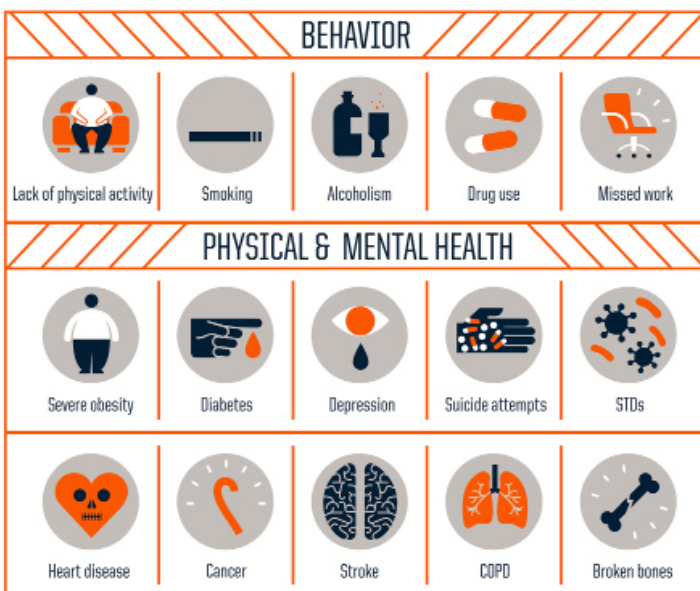 BEHAVIOR
Lack of physical activity
Smoking
Alcoholism
Drug use
Missed work
PHYSICAL & MENTAL HEALTH
Severe obesity
Diabetes
Depression
Suicide attempts
STDs
Heart disease
Cancer
Stroke
COPD
Broken bones